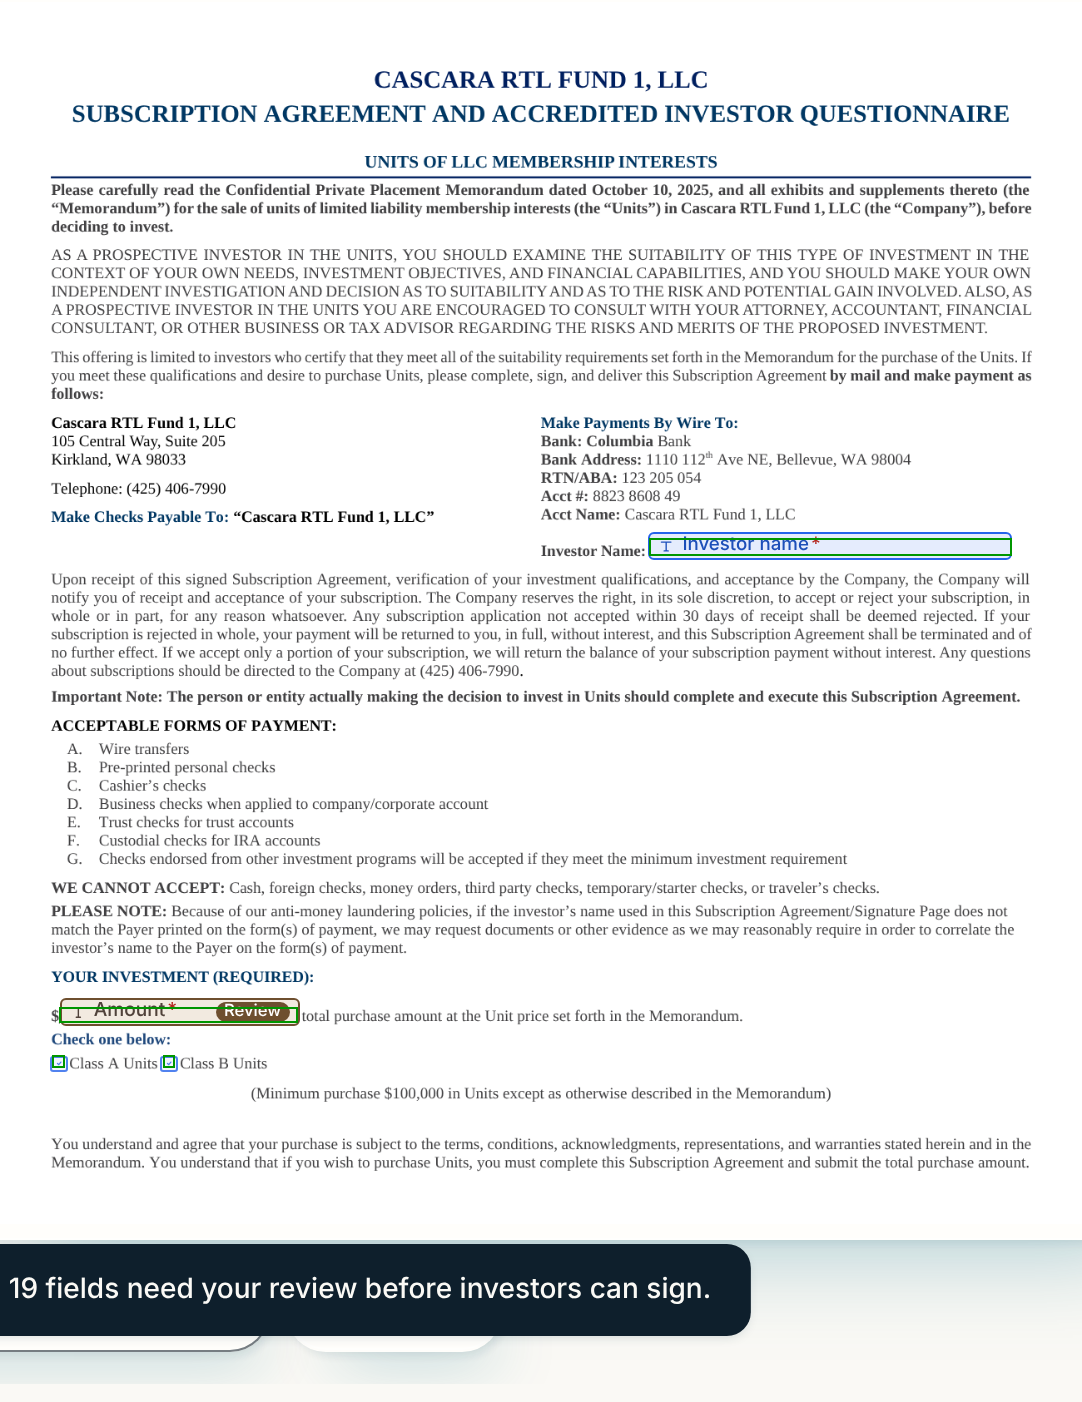 CASCARA RTL FUND 1, LLC
SUBSCRIPTION AGREEMENT AND ACCREDITED INVESTOR QUESTIONNAIRE
UNITS OF LLC MEMBERSHIP INTERESTS
Please carefully read the Confidential Private Placement Memorandum dated October 10, 2025, and all exhibits and supplements thereto (the
“Memorandum”) for the sale of units of limited liability membership interests (the “Units”) in Cascara RTL Fund 1, LLC (the “Company”), before
deciding to invest.
AS A PROSPECTIVE INVESTOR IN THE UNITS, YOU SHOULD EXAMINE THE SUITABILITY OF THIS TYPE OF INVESTMENT IN THE
CONTEXT OF YOUR OWN NEEDS, INVESTMENT OBJECTIVES, AND FINANCIAL CAPABILITIES, AND YOU SHOULD MAKE YOUR OWN
INDEPENDENT INVESTIGATION AND DECISION AS TO SUITABILITY AND AS TO THE RISK AND POTENTIAL GAIN INVOLVED. ALSO, AS
A PROSPECTIVE INVESTOR IN THE UNITS YOU ARE ENCOURAGED TO CONSULT WITH YOUR ATTORNEY, ACCOUNTANT, FINANCIAL
CONSULTANT, OR OTHER BUSINESS OR TAX ADVISOR REGARDING THE RISKS AND MERITS OF THE PROPOSED INVESTMENT.
This offering is limited to investors who certify that they meet all of the suitability requirements set forth in the Memorandum for the purchase of the Units. If
you meet these qualifications and desire to purchase Units, please complete, sign, and deliver this Subscription Agreement by mail and make payment as
follows:
Cascara RTL Fund 1, LLC
105 Central Way, Suite 205
Kirkland, WA 98033
Telephone: (425) 406-7990
Make Checks Payable To: “Cascara RTL Fund 1, LLC”
Make Payments By Wire To:
Bank: Columbia Bank
Bank Address: 1110 112th Ave NE, Bellevue, WA 98004
RTN/ABA: 123 205 054
Acct #: 8823 8608 49
Acct Name: Cascara RTL Fund 1, LLC
Investor Name: Investor name*
Upon receipt of this signed Subscription Agreement, verification of your investment qualifications, and acceptance by the Company, the Company will
notify you of receipt and acceptance of your subscription. The Company reserves the right, in its sole discretion, to accept or reject your subscription, in
whole or in part, for any reason whatsoever. Any subscription application not accepted within 30 days of receipt shall be deemed rejected. If your
subscription is rejected in whole, your payment will be returned to you, in full, without interest, and this Subscription Agreement shall be terminated and of
no further effect. If we accept only a portion of your subscription, we will return the balance of your subscription payment without interest. Any questions
about subscriptions should be directed to the Company at (425) 406-7990.
Important Note: The person or entity actually making the decision to invest in Units should complete and execute this Subscription Agreement.
ACCEPTABLE FORMS OF PAYMENT:
A. Wire transfers
B. Pre-printed personal checks
C. Cashier’s checks
D. Business checks when applied to company/corporate account
E. Trust checks for trust accounts
F. Custodial checks for IRA accounts
G. Checks endorsed from other investment programs will be accepted if they meet the minimum investment requirement
WE CANNOT ACCEPT: Cash, foreign checks, money orders, third party checks, temporary/starter checks, or traveler’s checks.
PLEASE NOTE: Because of our anti-money laundering policies, if the investor’s name used in this Subscription Agreement/Signature Page does not
match the Payer printed on the form(s) of payment, we may request documents or other evidence as we may reasonably require in order to correlate the
investor’s name to the Payer on the form(s) of payment.
YOUR INVESTMENT (REQUIRED):
$ Amount* Review total purchase amount at the Unit price set forth in the Memorandum.
Check one below:
Class A Units Class B Units
(Minimum purchase $100,000 in Units except as otherwise described in the Memorandum)
You understand and agree that your purchase is subject to the terms, conditions, acknowledgments, representations, and warranties stated herein and in the
Memorandum. You understand that if you wish to purchase Units, you must complete this Subscription Agreement and submit the total purchase amount.
19 fields need your review before investors can sign.